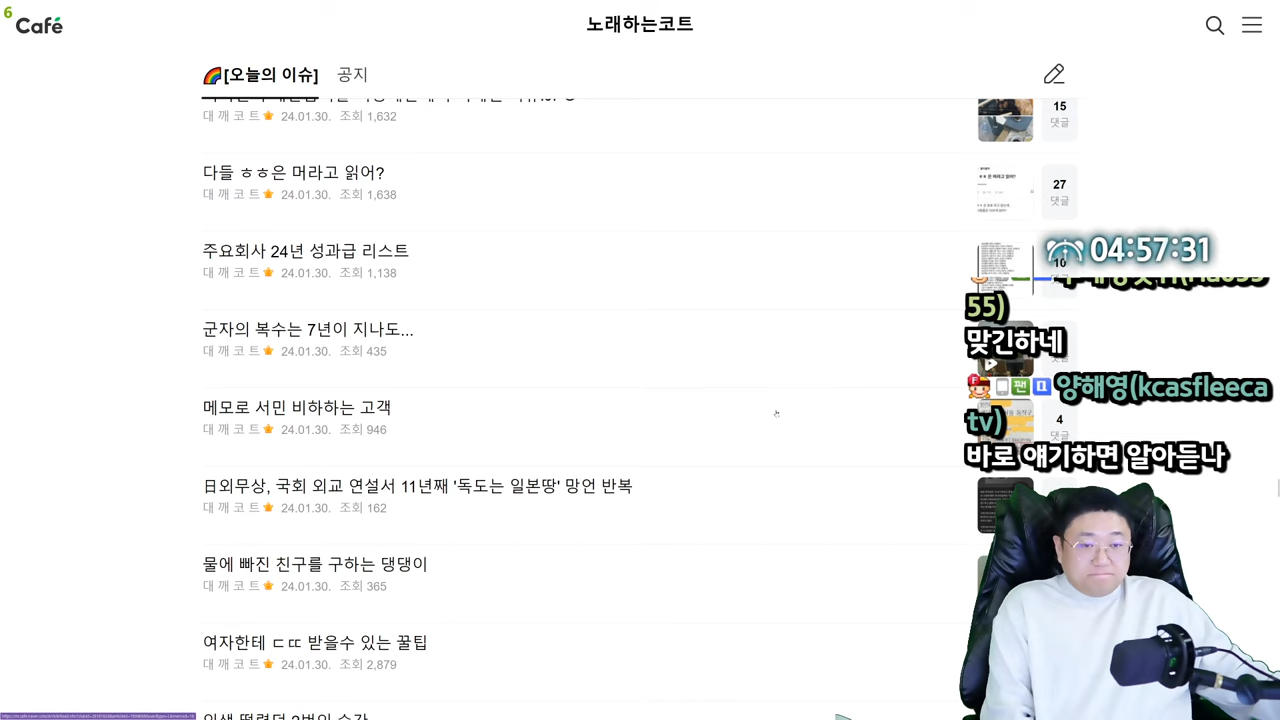 6
Café
노래하는코트
🌈[오늘의 이슈] 공지
대 깨 코 트 24.01.30. 조회 1,632
15
댓글
다들 ㅎㅎ은 머라고 읽어?
대 깨 코 트 24.01.30. 조회 1,638
27
댓글
주요회사 24년 성과급 리스트
대 깨 코 트 24.01.30.
04:57:31
10
55)
맞긴하네
군자의 복수는 7년이 지나도...
대 깨 코 트 24.01.30. 조회 435
양해영(kcasfleeca
tv)
바로 얘기하면 알아듣나
메모로 서민 비하하는 고객
대 깨 코 트 24.01.30. 조회 946
4
댓글
日외무상, 국회 외교 연설서 11년째 '독도는 일본땅' 망언 반복
대 깨 코 트 24.01.30.
물에 빠진 친구를 구하는 댕댕이
대 깨 코 트 24.01.30. 조회 365
여자한테 ㄷㄸ 받을수 있는 꿀팁
대 깨 코 트 24.01.30. 조회 2,879